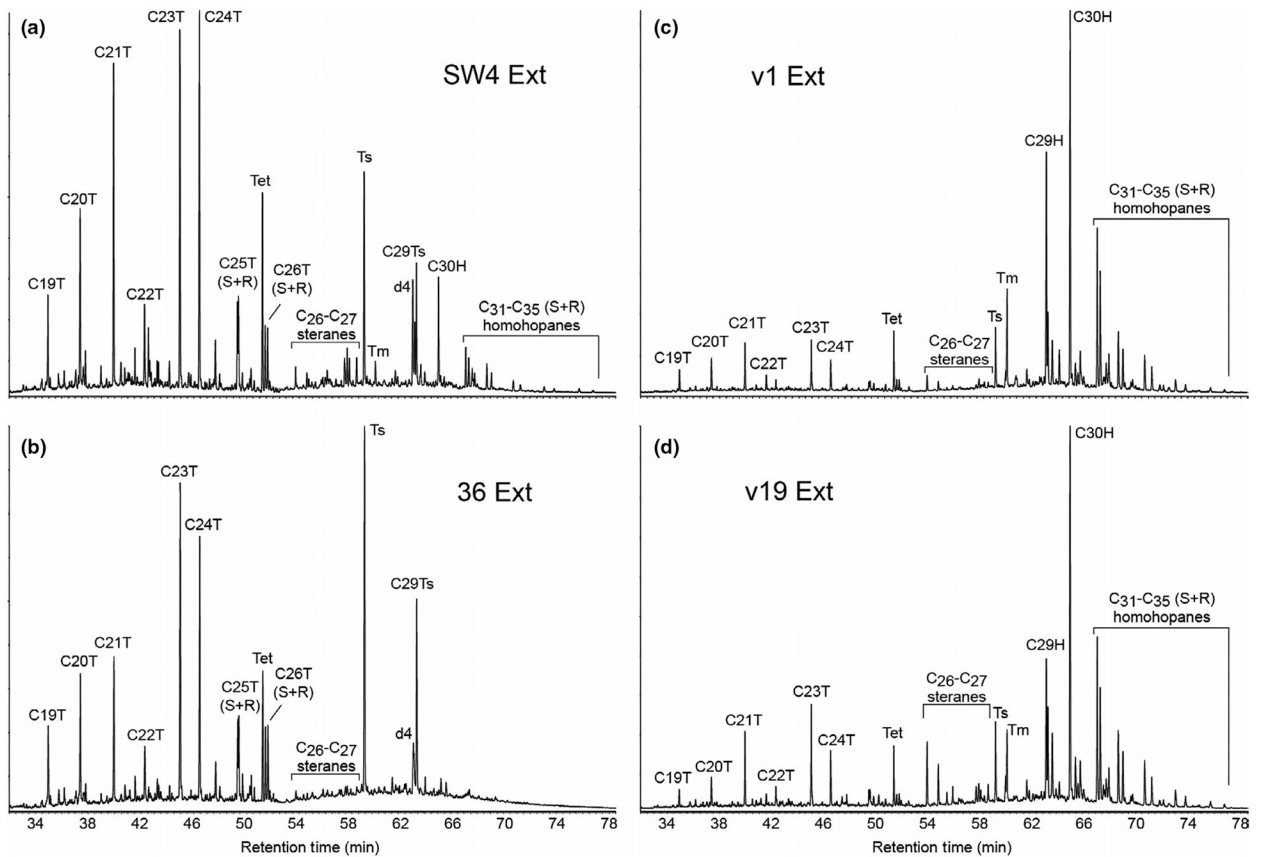 (a)
SW4 Ext
C19T
C20T
C21T
C22T
C23T
C24T
C25T
(S+R)
Tet
C26T
(S+R)
C26-C27
steranes
Ts
Tm
d4
C29Ts
C30H
C31-C35 (S+R)
homohopanes
(b)
36 Ext
C19T
C20T
C21T
C22T
C23T
C24T
C25T
(S+R)
Tet
C26T
(S+R)
C26-C27
steranes
Ts
d4
C29Ts
34 38 42 46 50 54 58 62 66 70 74 78
Retention time (min)
(c)
v1 Ext
C19T
C20T
C21T
C22T
C23T
C24T
Tet
C26-C27
steranes
Ts
Tm
C29H
C30H
C31-C35 (S+R)
homohopanes
(d)
v19 Ext
C19T
C20T
C21T
C22T
C23T
C24T
Tet
C26-C27
steranes
Ts
Tm
C29H
C30H
C31-C35 (S+R)
homohopanes
34 38 42 46 50 54 58 62 66 70 74 78
Retention time (min)